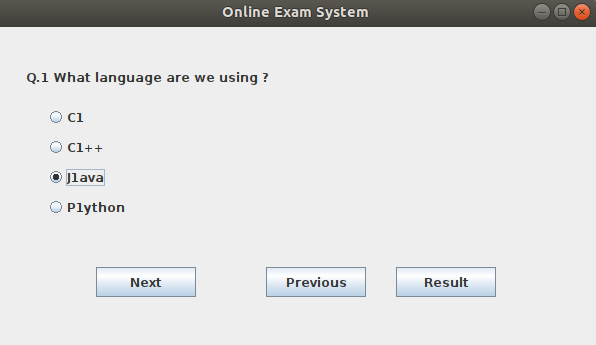 Online Exam System
Q.1 What language are we using ?
C1
C1++
J1ava
P1ython
Next Previous Result